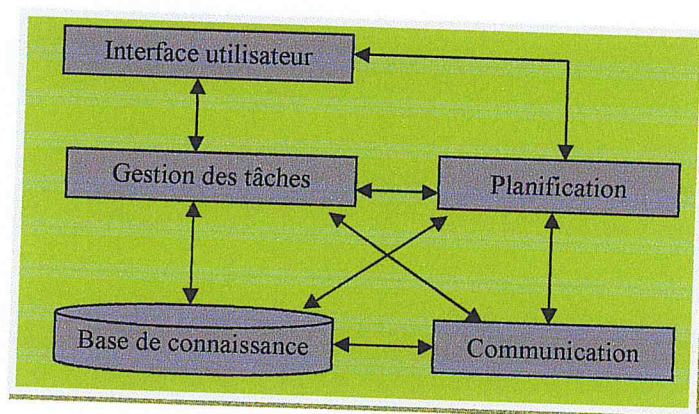 Interface utilisateur
Gestion des tâches
Planification
Base de connaissance
Communication